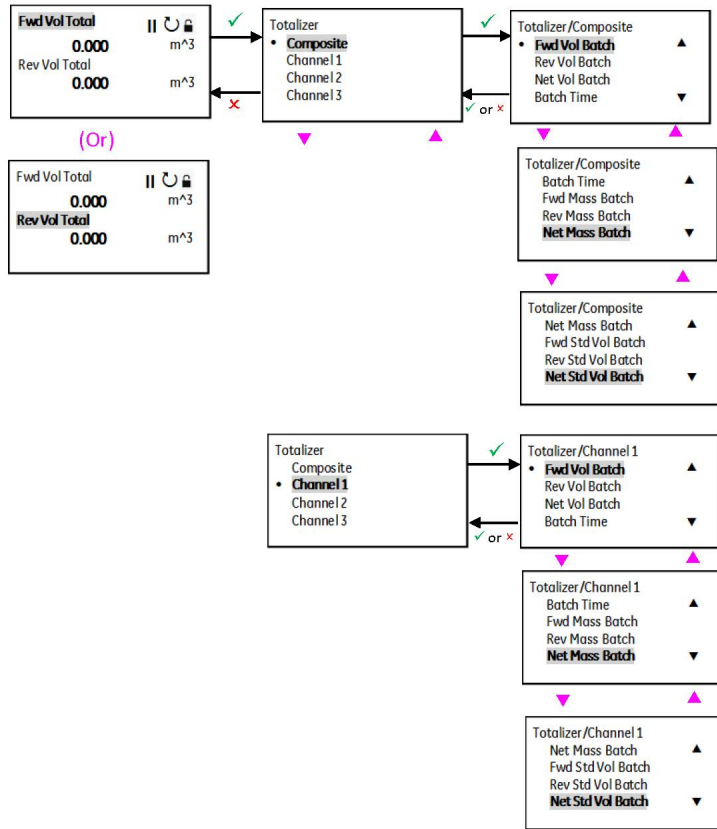 Fwd Vol Total
0.000 m^3
Rev Vol Total
0.000 m^3
(Or)
Fwd Vol Total
0.000 m^3
Rev Vol Total
0.000 m^3
Totalizer
• Composite
Channel 1
Channel 2
Channel 3
Totalizer/Composite
• Fwd Vol Batch
Rev Vol Batch
Net Vol Batch
Batch Time
✓ or ✗
Totalizer/Composite
Batch Time
Fwd Mass Batch
Rev Mass Batch
Net Mass Batch
Totalizer/Composite
Net Mass Batch
Fwd Std Vol Batch
Rev Std Vol Batch
Net Std Vol Batch
Totalizer
Composite
• Channel 1
Channel 2
Channel 3
Totalizer/Channel 1
• Fwd Vol Batch
Rev Vol Batch
Net Vol Batch
Batch Time
✓ or ✗
Totalizer/Channel 1
Batch Time
Fwd Mass Batch
Rev Mass Batch
Net Mass Batch
Totalizer/Channel 1
Net Mass Batch
Fwd Std Vol Batch
Rev Std Vol Batch
Net Std Vol Batch